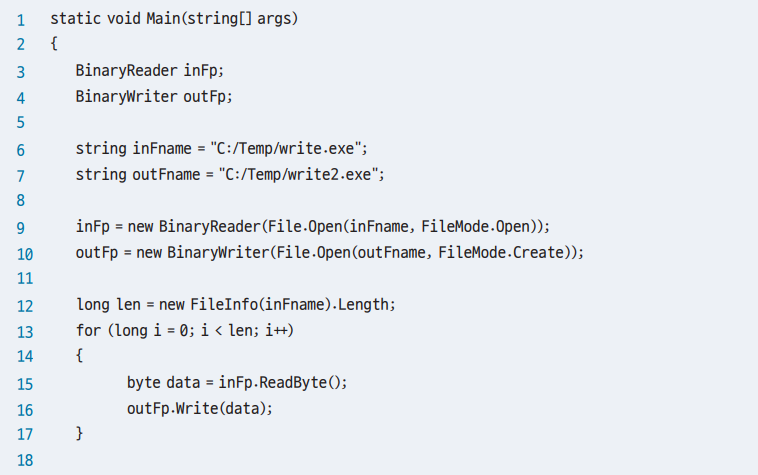 1 static void Main(string[] args)
2 {
3 BinaryReader inFp;
4 BinaryWriter outFp;
5
6 string inFname = "C:/Temp/write.exe";
7 string outFname = "C:/Temp/write2.exe";
8
9 inFp = new BinaryReader(File.Open(inFname, FileMode.Open));
10 outFp = new BinaryWriter(File.Open(outFname, FileMode.Create));
11
12 long len = new FileInfo(inFname).Length;
13 for (long i = 0; i < len; i++)
14 {
15 byte data = inFp.ReadByte();
16 outFp.Write(data);
17 }
18